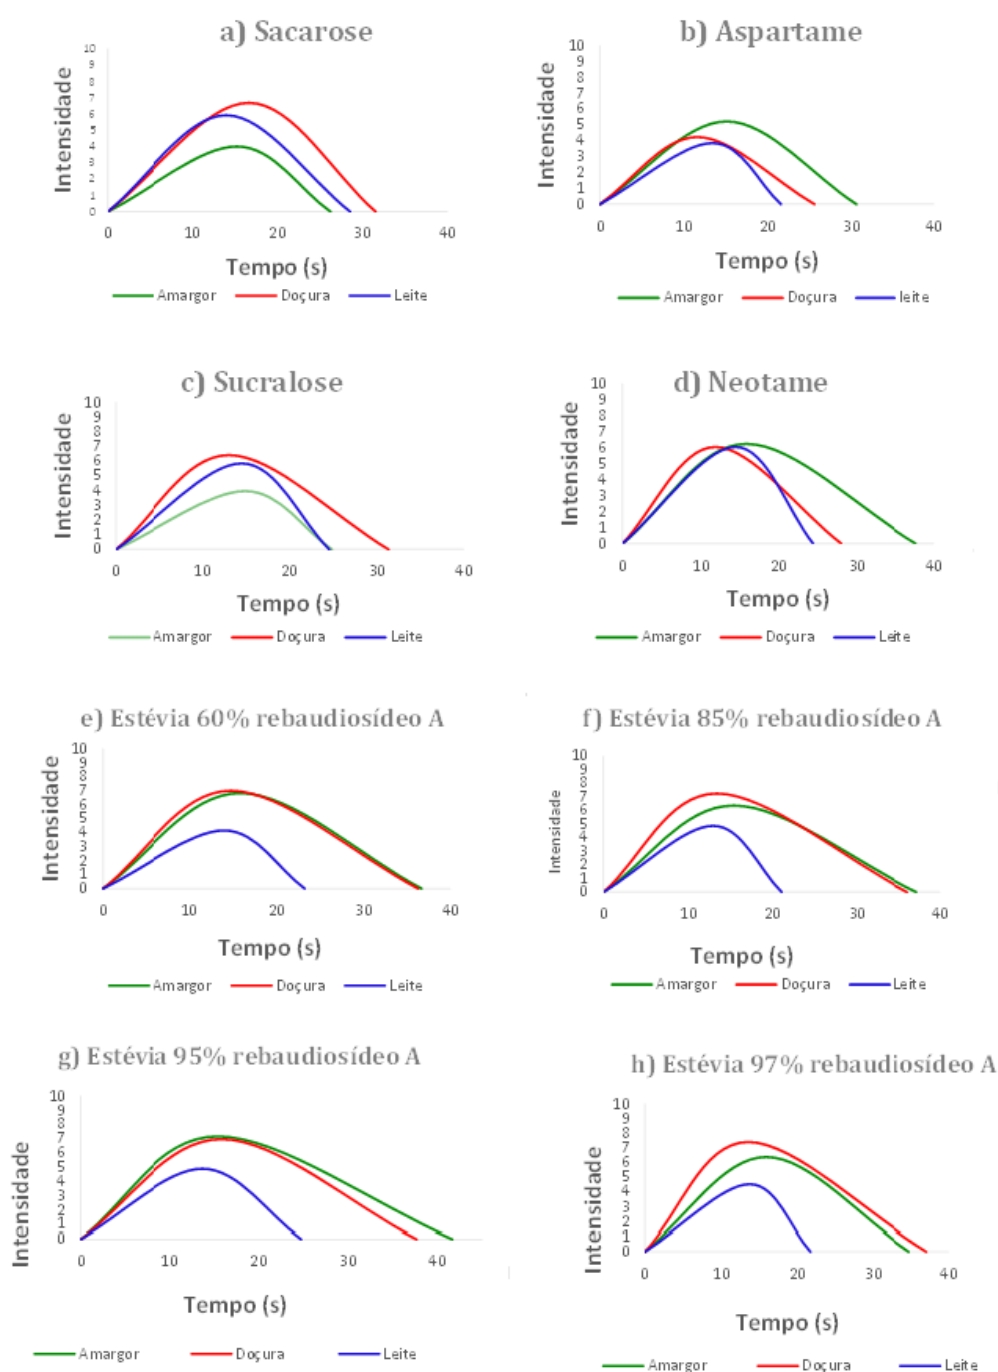 a) Sacarose
10
9
8
7
6
5
4
3
2
1
0
Intensidade
0 10 20 30 40
Tempo (s)
Amargor Doçura Leite
b) Aspartame
10
9
8
7
6
5
4
3
2
1
0
Intensidade
0 10 20 30 40
Tempo (s)
Amargor Doçura leite
c) Sucralose
10
9
8
7
6
5
4
3
2
1
0
Intensidade
0 10 20 30 40
Tempo (s)
Amargor Doçura Leite
d) Neotame
10
9
8
7
6
5
4
3
2
1
0
Intensidade
0 10 20 30 40
Tempo (s)
Amargor Doçura Leite
e) Estévia 60% rebaudiosídeo A
10
9
8
7
6
5
4
3
2
1
0
Intensidade
0 10 20 30 40
Tempo (s)
Amargor Doçura Leite
f) Estévia 85% rebaudiosídeo A
10
9
8
7
6
5
4
3
2
1
0
Intensidade
0 10 20 30 40
Tempo (s)
Amargor Doçura Leite
g) Estévia 95% rebaudiosídeo A
10
9
8
7
6
5
4
3
2
1
0
Intensidade
0 10 20 30 40
Tempo (s)
Amargor Doçura Leite
h) Estévia 97% rebaudiosídeo A
10
9
8
7
6
5
4
3
2
1
0
Intensidade
0 10 20 30 40
Tempo (s)
Amargor Doçura Leite